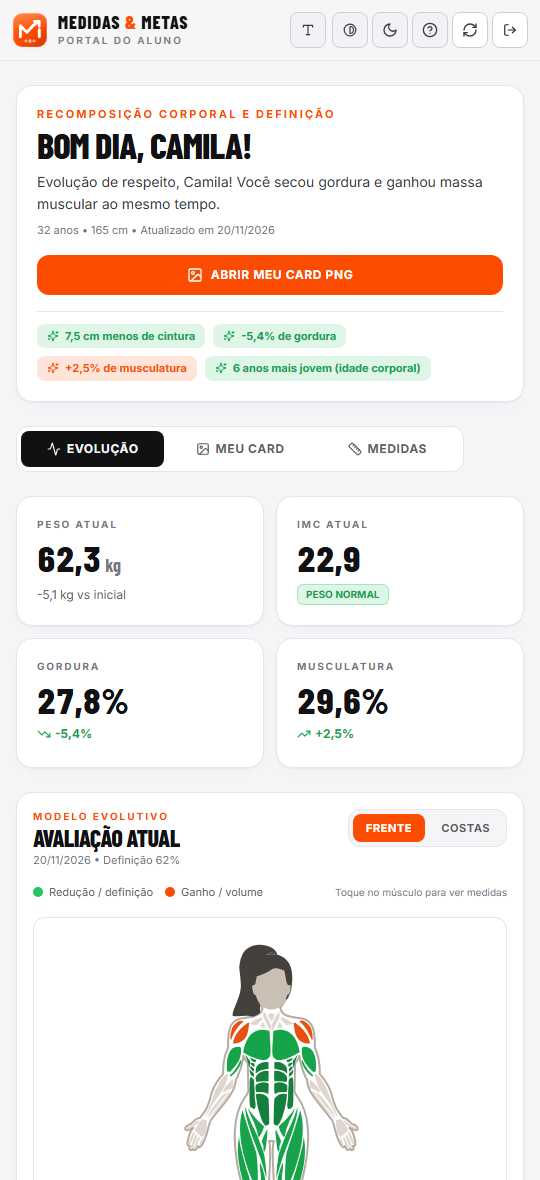 MEDIDAS & METAS
PORTAL DO ALUNO
RECOMPOSIÇÃO CORPORAL E DEFINIÇÃO
BOM DIA, CAMILA!
Evolução de respeito, Camila! Você secou gordura e ganhou massa
muscular ao mesmo tempo.
32 anos • 165 cm • Atualizado em 20/11/2026
ABRIR MEU CARD PNG
7,5 cm menos de cintura
-5,4% de gordura
+2,5% de musculatura
6 anos mais jovem (idade corporal)
EVOLUÇÃO
MEU CARD
MEDIDAS
PESO ATUAL
62,3 kg
-5,1 kg vs inicial
IMC ATUAL
22,9
PESO NORMAL
GORDURA
27,8%
-5,4%
MUSCULATURA
29,6%
+2,5%
MODELO EVOLUTIVO
AVALIAÇÃO ATUAL
20/11/2026 • Definição 62%
FRENTE
COSTAS
Redução / definição
Ganho / volume
Toque no músculo para ver medidas